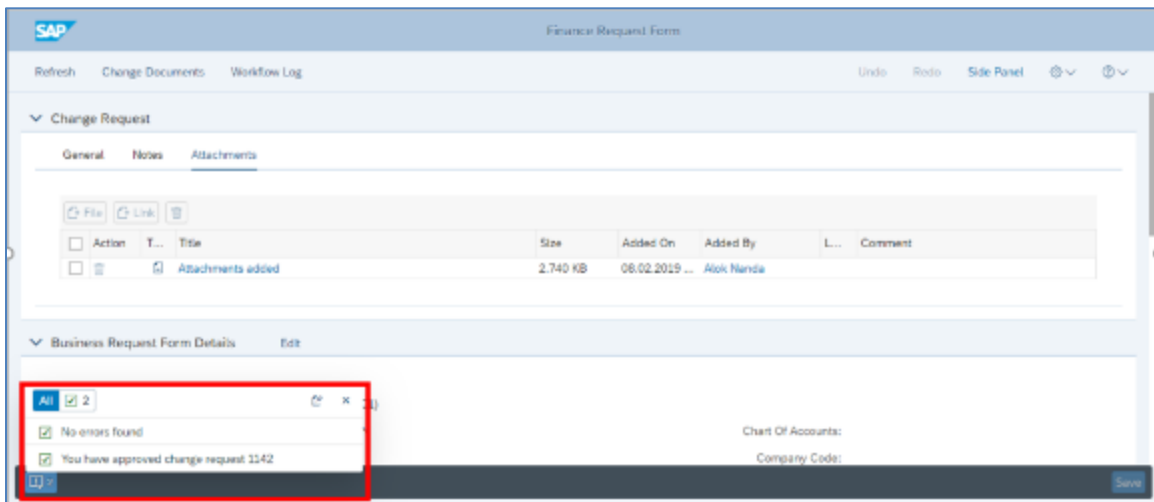 SAP Finance Request Form
Refresh Change Documents Workflow Log Undo Redo Side Panel
Change Request
General Notes Attachments
File Link
Action T... Title Size Added On Added By L... Comment
Attachments added 2.740 KB 08.02.2019 ... Alok Nanda
Business Request Form Details Edit
All 2
No errors found
Chart Of Accounts:
You have approved change request 1142
Company Code:
Save